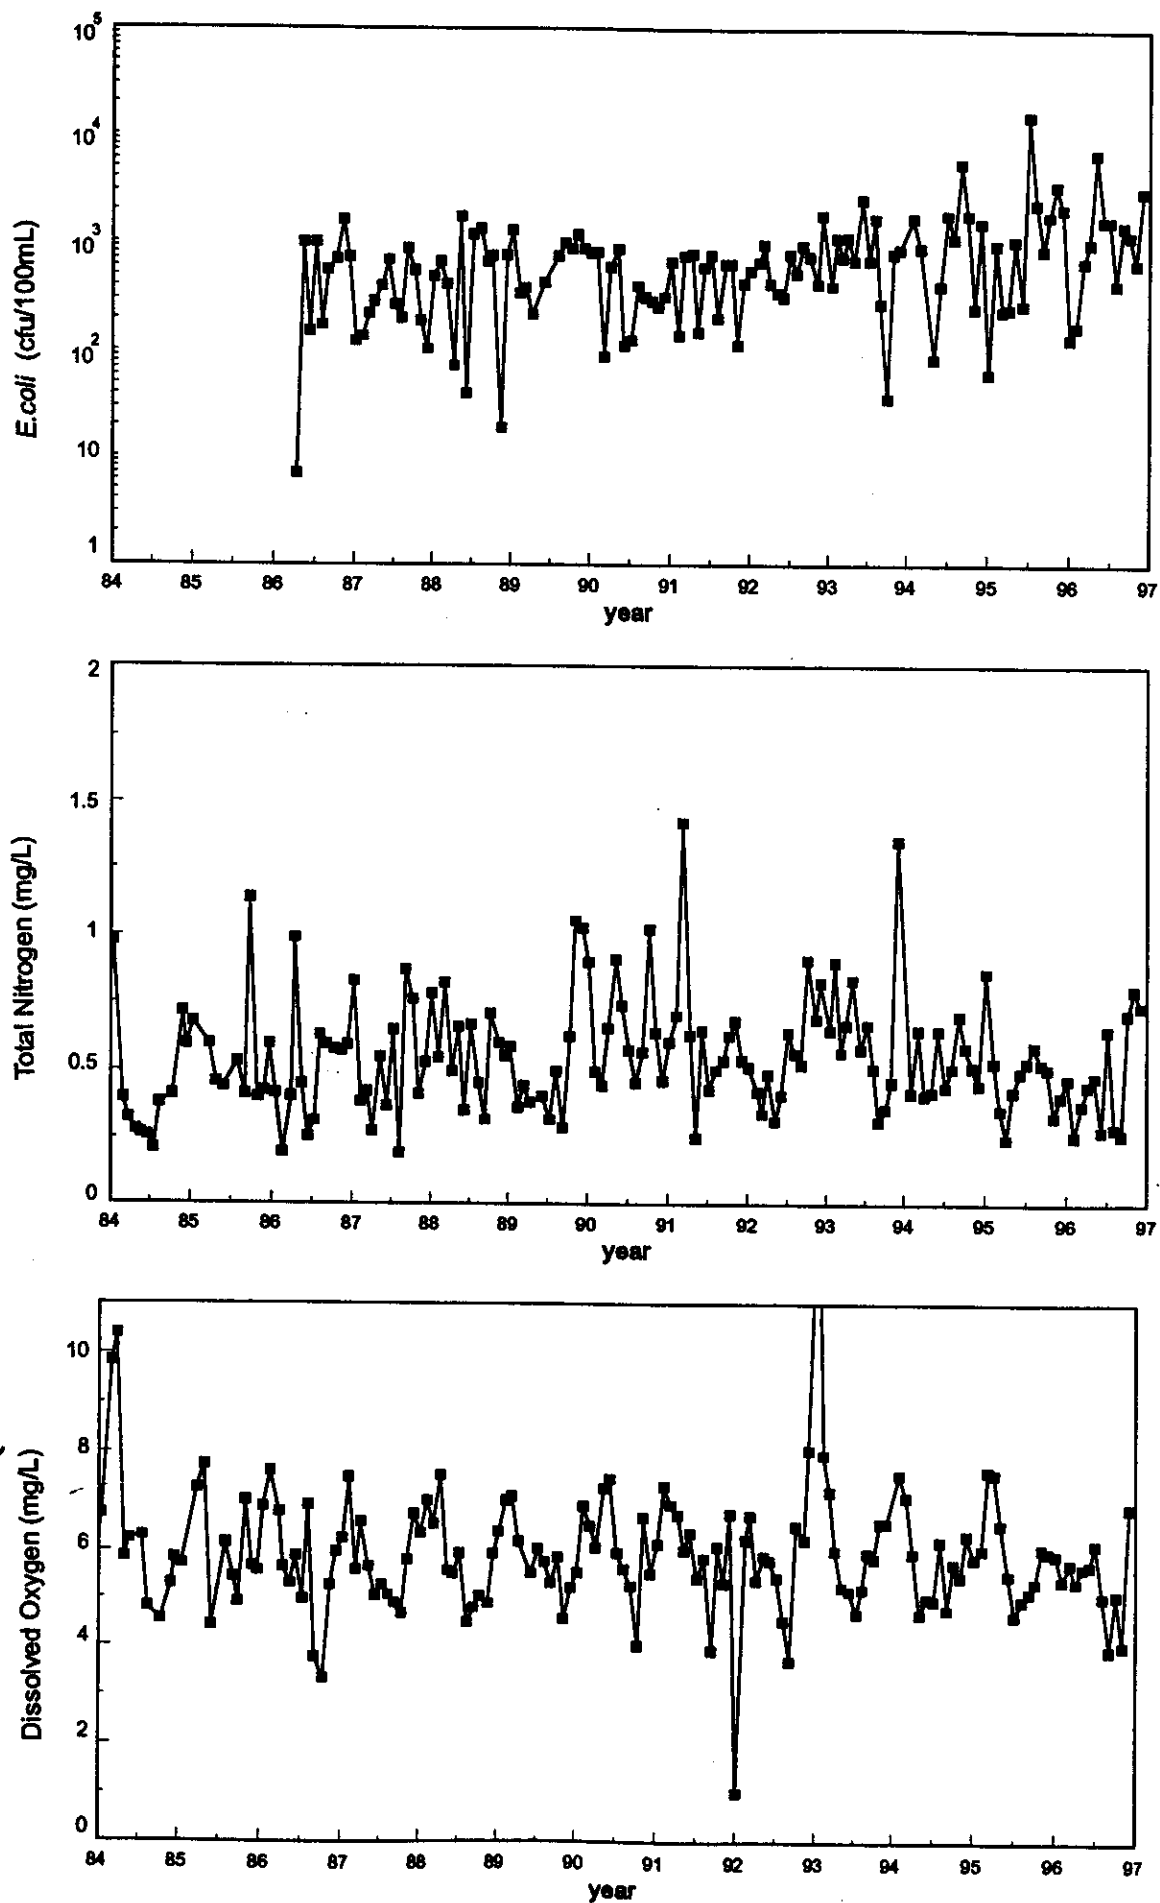 10⁵
10⁴
10³
10²
10
1
E.coli (cfu/100mL)
84 85 86 87 88 89 90 91 92 93 94 95 96 97
year
2
1.5
1
0.5
0
Total Nitrogen (mg/L)
84 85 86 87 88 89 90 91 92 93 94 95 96 97
year
10
8
6
4
2
0
Dissolved Oxygen (mg/L)
84 85 86 87 88 89 90 91 92 93 94 95 96 97
year